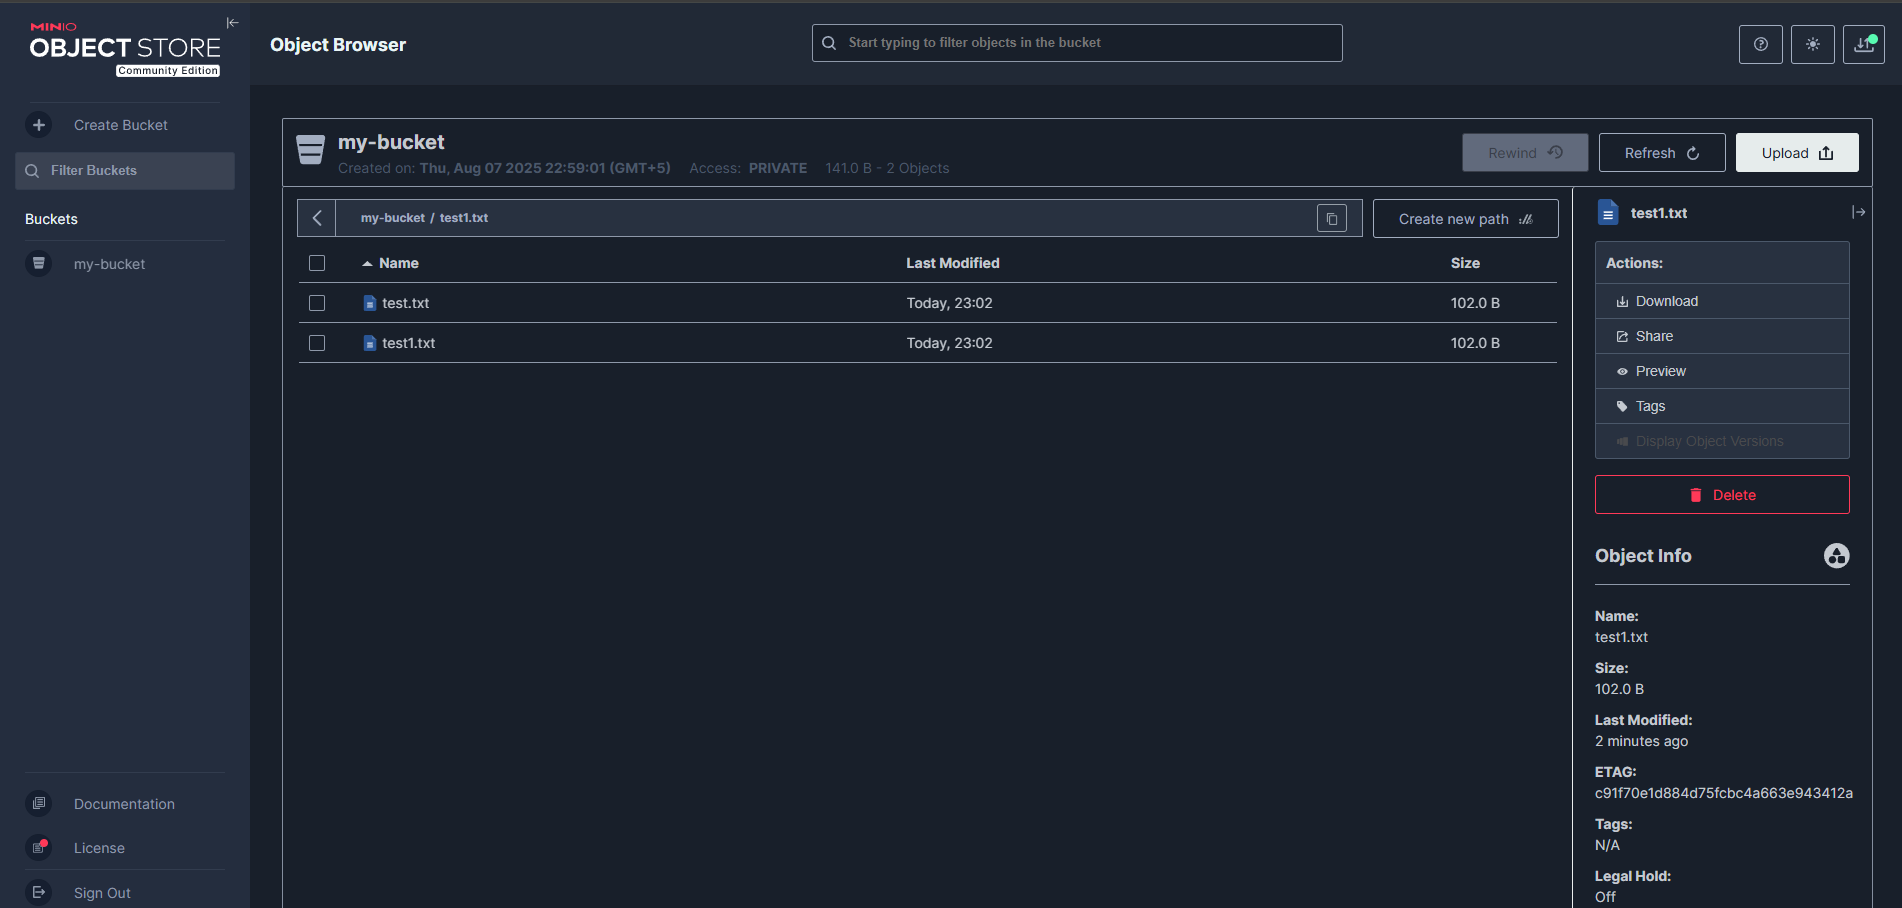 MINIO
OBJECT STORE
Community Edition
Create Bucket
Filter Buckets
Buckets
my-bucket
Documentation
License
Sign Out
Object Browser
Start typing to filter objects in the bucket
my-bucket
Created on: Thu, Aug 07 2025 22:59:01 (GMT+5) Access: PRIVATE 141.0 B - 2 Objects
Rewind
Refresh
Upload
my-bucket / test1.txt
Create new path
Name Last Modified Size
test.txt Today, 23:02 102.0 B
test1.txt Today, 23:02 102.0 B
test1.txt
Actions:
Download
Share
Preview
Tags
Display Object Versions
Delete
Object Info
Name:
test1.txt
Size:
102.0 B
Last Modified:
2 minutes ago
ETAG:
c91f70e1d884d75fcbc4a663e943412a
Tags:
N/A
Legal Hold:
Off